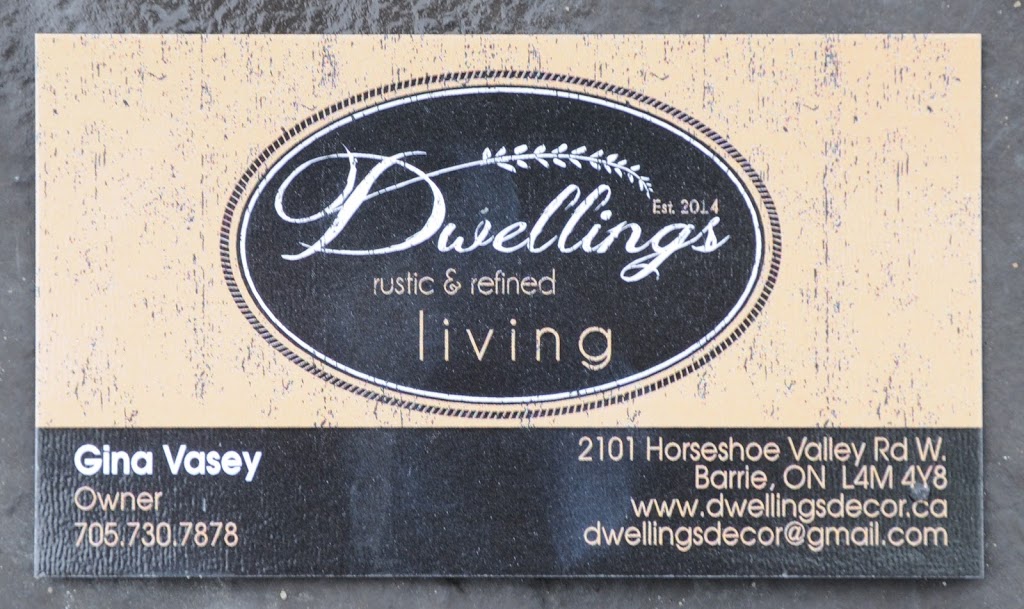 Dwellings
Est. 2014
rustic & refined
living
Gina Vasey
Owner
705.730.7878
2101 Horseshoe Valley Rd W.
Barrie, ON L4M 4Y8
www.dwellingsdecor.ca
dwellingsdecor@gmail.com